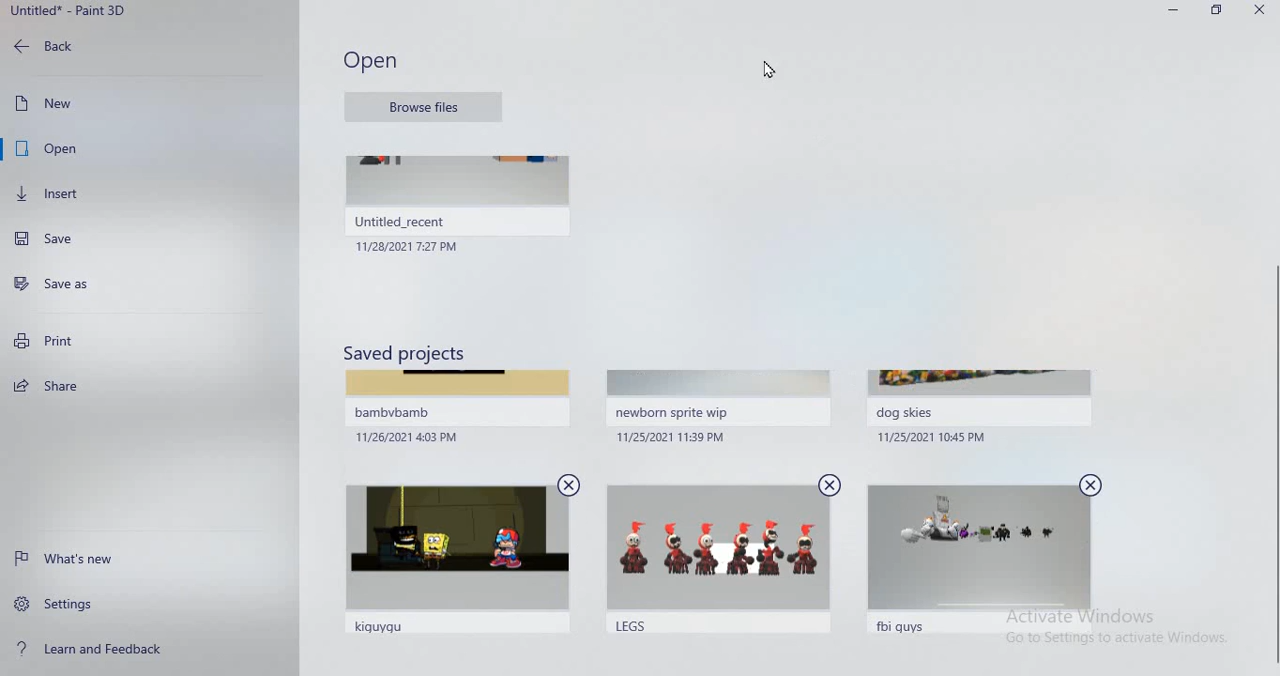 Untitled* - Paint 3D
Back
New
Open
Insert
Save
Save as
Print
Share
What's new
Settings
Learn and Feedback
Open
Browse files
Untitled_recent
11/28/2021 7:27 PM
Saved projects
bambvbamb
newborn sprite wip
dog skies
11/26/2021 4:03 PM
11/25/2021 11:39 PM
11/25/2021 10:45 PM
kiguygu
LEGS
fbi guys
Activate Windows
Go to Settings to activate Windows.